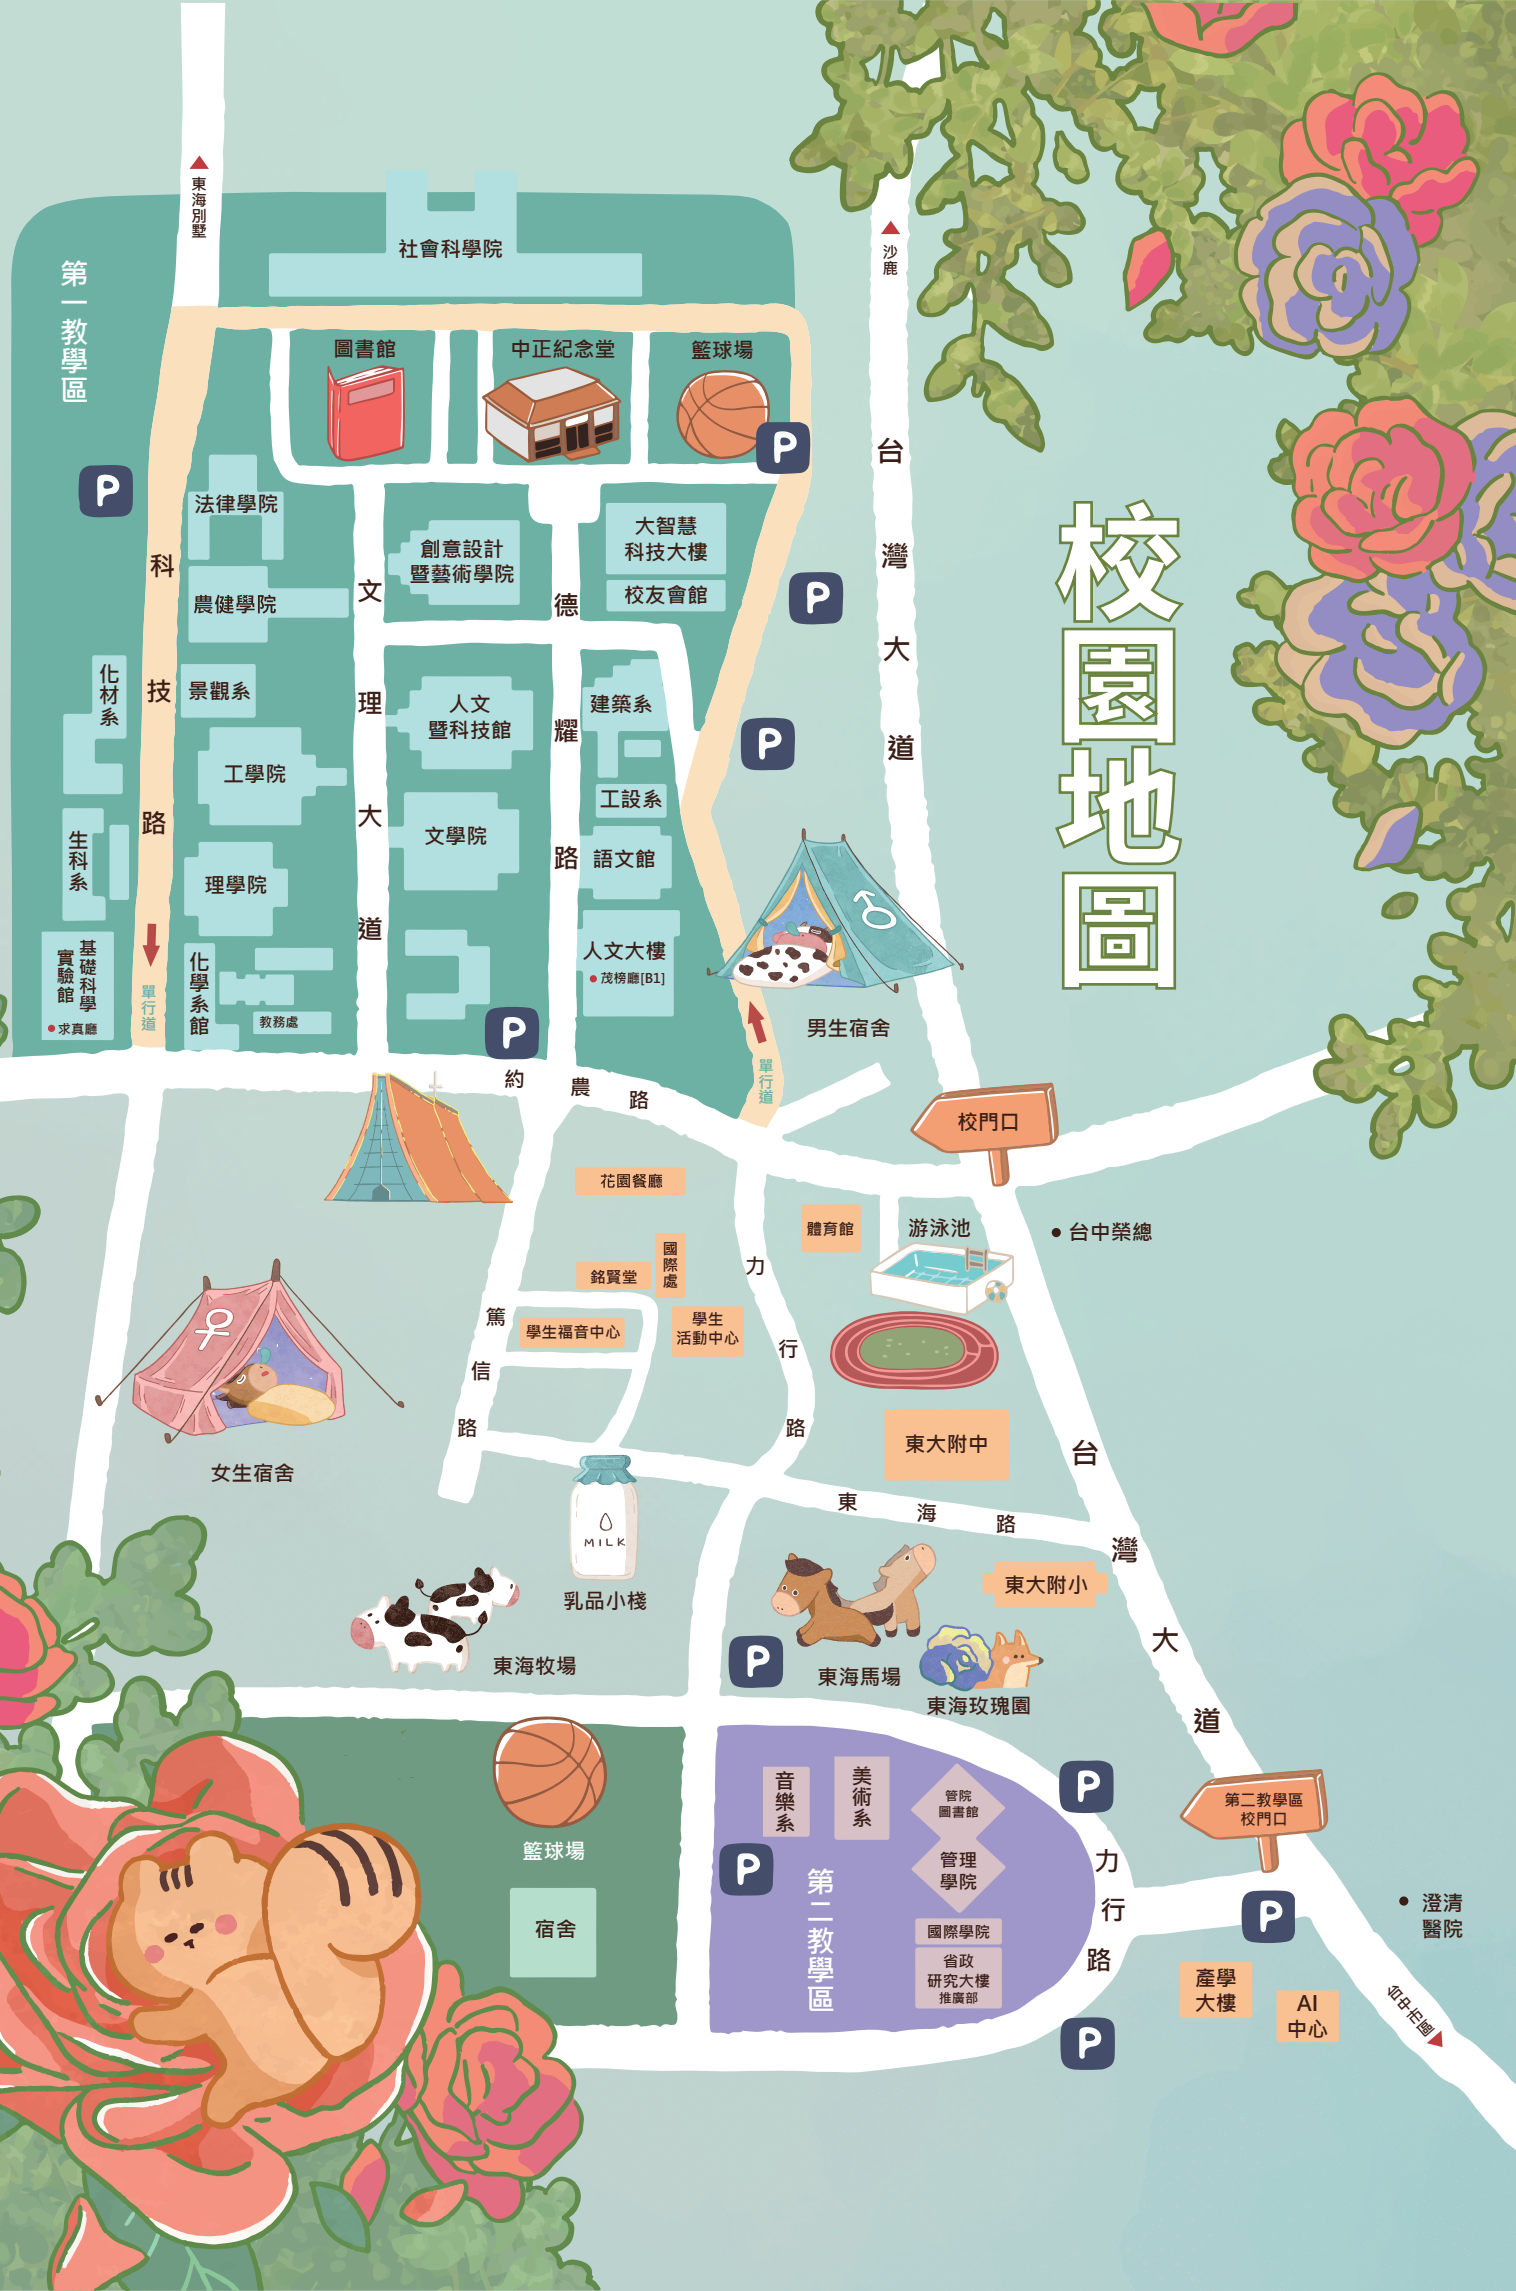 校園地圖
東海別墅
沙鹿
第一教學區
社會科學院
圖書館
中正紀念堂
籃球場
P
P
台灣大道
法律學院
創意設計
暨藝術學院
大智慧
科技大樓
校友會館
科技路
文理大道
德耀路
農健學院
P
化材系
景觀系
人文
暨科技館
建築系
P
工學院
工設系
生科系
文學院
語文館
理學院
基礎科學
實驗館
求真廳
單行道
化學系館
教務處
人文大樓
茂榜廳[B1]
男生宿舍
P
單行道
約農路
校門口
花園餐廳
體育館
游泳池
台中榮總
國際處
銘賢堂
學生福音中心
學生
活動中心
篤信路
力行路
女生宿舍
東大附中
台灣大道
東海路
MILK
乳品小棧
東大附小
東海牧場
P
東海馬場
東海玫瑰園
籃球場
宿舍
音樂系
美術系
管院
圖書館
管理
學院
P
第二教學區
國際學院
省政
研究大樓
推廣部
P
力行路
第二教學區
校門口
P
澄清
醫院
產學
大樓
AI
中心
台中市區
P